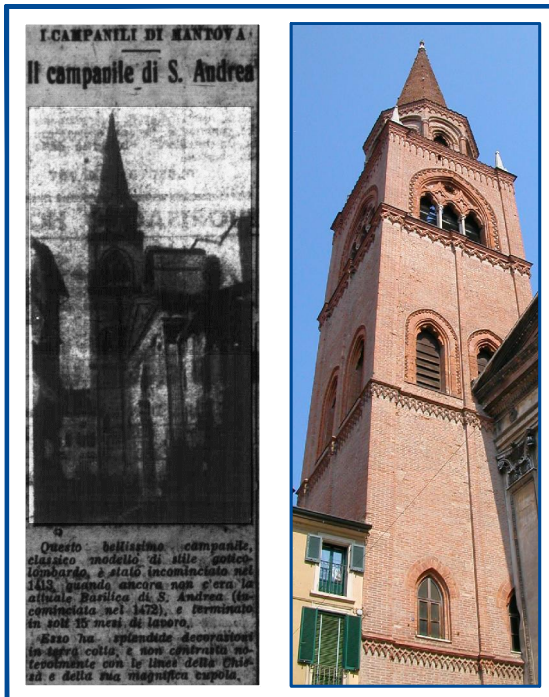 I CAMPANILI DI MANTOVA
Il campanile di S. Andrea
Questo bellissimo campanile,
classico modello di stile gotico-
lombardo, è stato incominciato nel
1413, quando ancora non c'era la
attuale Basilica di S. Andrea (in-
cominciata nel 1472), e terminato
in soli 15 mesi di lavoro.
Esso ha splendide decorazioni
in terra cotta, e non contrasta no-
tevolmente con le linee della Chie-
sa e della sua magnifica cupola.